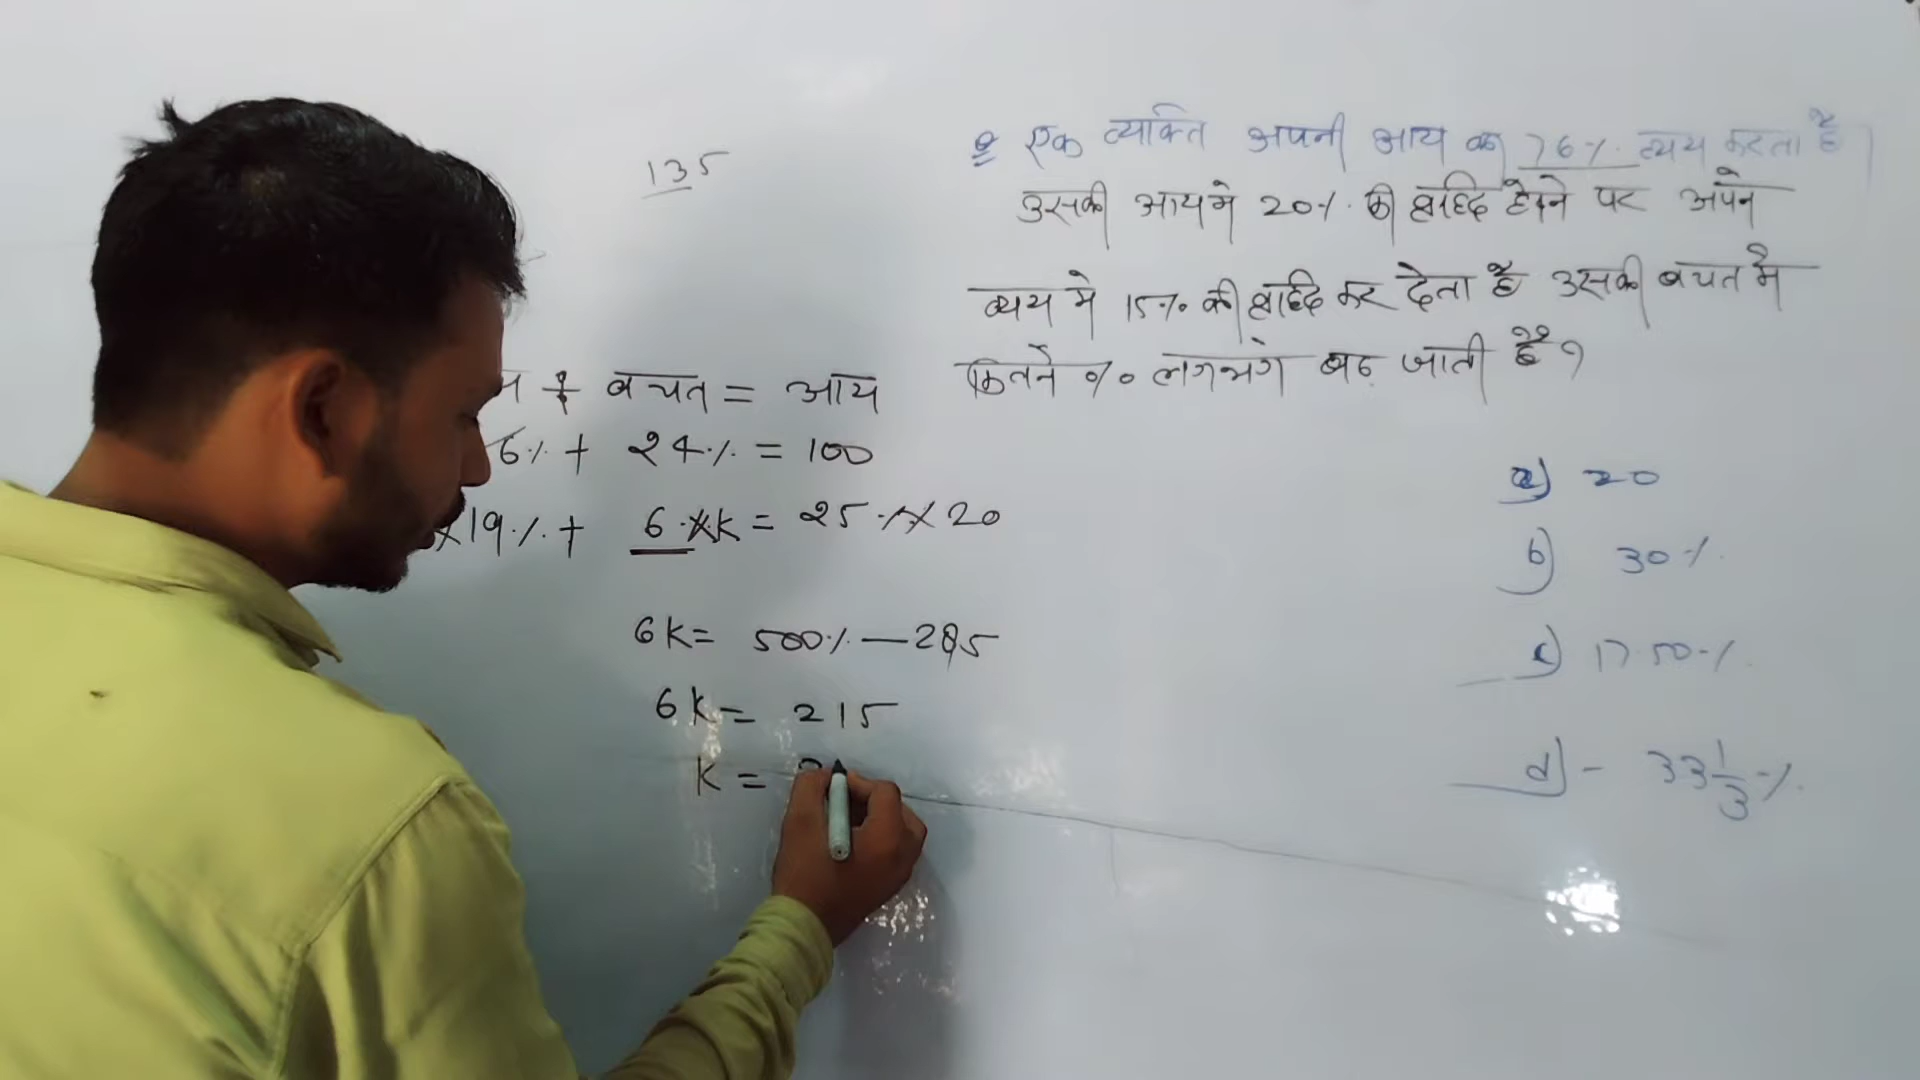 135
Q एक व्यक्ति अपनी आय का 76% व्यय करता है।
उसकी आय मे 20% की वृद्धि होने पर अपने
व्यय मे 15% की वृद्धि कर देता है उसकी बचत मै
कितने % लगभग बढ़ जाती है?
+ बचत = आय
6% + 24% = 100
×19% + 6×K = 25%×20
6K = 500% - 285
6K = 215
K =
a) 20
b) 30%
c) 17.50%
d) - 33 1/3%